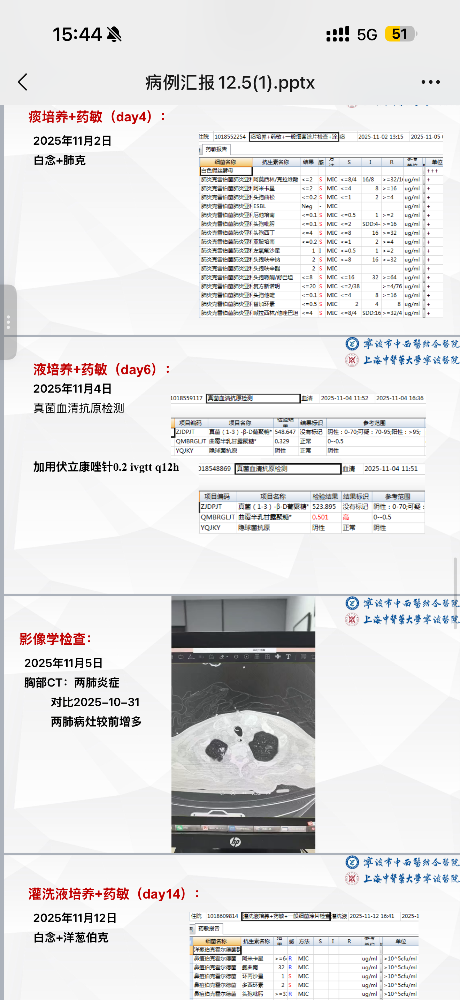 15:44 5G 51
病例汇报12.5(1).pptx
痰培养+药敏（day4）：
2025年11月2日
白念+肺克
住院 1018552254 痰培养+药敏+一般细菌涂片检查+涂 痰 2025-11-02 13:15 2025-11-05
药敏报告
细菌名称 抗生素名称 结果 感 方法 S I R 参考单位 单位
白色假丝酵母 +++
肺炎克雷伯菌肺炎亚 阿莫西林/克拉维酸 <=2 S MIC <=8/4 16/8 >=32/1 ug/ml +
肺炎克雷伯菌肺炎亚 阿米卡星 <=2 S MIC <=4 8 >=16 ug/ml +
肺炎克雷伯菌肺炎亚 头孢曲松 <=0.2 S MIC <=1 2 >=4 ug/ml +
肺炎克雷伯菌肺炎亚 ESBL Neg - MIC ug/ml +
肺炎克雷伯菌肺炎亚 厄他培南 <=0.1 S MIC <=0.5 1 >=2 ug/ml +
肺炎克雷伯菌肺炎亚 头孢吡肟 <=0.1 S MIC <=2 SDD:4- >=16 ug/ml +
肺炎克雷伯菌肺炎亚 头孢西丁 <=4 S MIC <=8 16 >=32 ug/ml +
肺炎克雷伯菌肺炎亚 亚胺培南 <=0.2 S MIC <=1 2 >=4 ug/ml +
肺炎克雷伯菌肺炎亚 左氧氟沙星 1 I MIC <=0.5 1 >=2 ug/ml +
肺炎克雷伯菌肺炎亚 头孢呋辛钠 2 S MIC <=8 16 >=32 ug/ml +
肺炎克雷伯菌肺炎亚 头孢呋辛酯 2 S MIC ug/ml +
肺炎克雷伯菌肺炎亚 头孢哌酮/舒巴坦 <=8 S MIC <=16 32 >=64 ug/ml +
肺炎克雷伯菌肺炎亚 复方新诺明 <=20 S MIC <=2/38 >=4/76 ug/ml +
肺炎克雷伯菌肺炎亚 头孢他啶 <=0.1 S MIC <=4 8 >=16 ug/ml +
肺炎克雷伯菌肺炎亚 替加环素 <=0.5 S MIC 2 4 8 ug/ml +
肺炎克雷伯菌肺炎亚 哌拉西林/他唑巴坦 <=4 S MIC <=8/4 SDD:16 >=32/4 ug/ml +
寧波市中西醫結合醫院
上海中醫藥大學寧波醫院
液培养+药敏（day6）：
2025年11月4日
真菌血清抗原检测
1018559117 真菌血清抗原检测 血清 2025-11-04 11:52 2025-11-04 16:36
项目编码 项目名称 检验结果 结果标识 参考范围
ZJDPJT 真菌（1-3）-β-D葡聚糖* 548.647 没有标记 阴性：0-70;可疑：70-95;阳性：>95;
QMBRGLJT 曲霉半乳甘露聚糖* 0.329 正常 0--0.5
YQJKY 隐球菌抗原 阴性 正常 阴性
加用伏立康唑针0.2 ivgtt q12h
018548869 真菌血清抗原检测 血清 2025-11-04 11:51
项目编码 项目名称 检验结果 结果标识 参考范围
ZJDPJT 真菌（1-3）-β-D葡聚糖* 523.895 没有标记 阴性：0-70;可疑：
QMBRGLJT 曲霉半乳甘露聚糖* 0.501 高 0--0.5
YQJKY 隐球菌抗原 阴性 正常 阴性
寧波市中西醫結合醫院
上海中醫藥大學寧波醫院
影像学检查：
2025年11月5日
胸部CT：两肺炎症
对比2025-10-31
两肺病灶较前增多
T
A
hp
寧波市中西醫結合醫院
上海中醫藥大學寧波醫院
灌洗液培养+药敏（day14）：
2025年11月12日
白念+洋葱伯克
住院 1018609814 灌洗液培养+药敏+一般细菌涂片检查 灌洗液 2025-11-12 16:41 2025-1
告 药敏报告
细菌名称 抗生素名称 结果 感 方法 S I R 参考单位 单位
洋葱伯克霍尔德菌群
鼻疽伯克霍尔德菌 阿米卡星 >=6 R MIC ug/ml >10^5cfu/ml
鼻疽伯克霍尔德菌 氨曲南 32 R MIC ug/ml >10^5cfu/ml
鼻疽伯克霍尔德菌 环丙沙星 1 S MIC ug/ml >10^5cfu/ml
鼻疽伯克霍尔德菌 多西环素 2 S MIC ug/ml >10^5cfu/ml
鼻疽伯克霍尔德菌 头孢吡肟 >=3 R MIC ug/ml >10^5cfu/ml